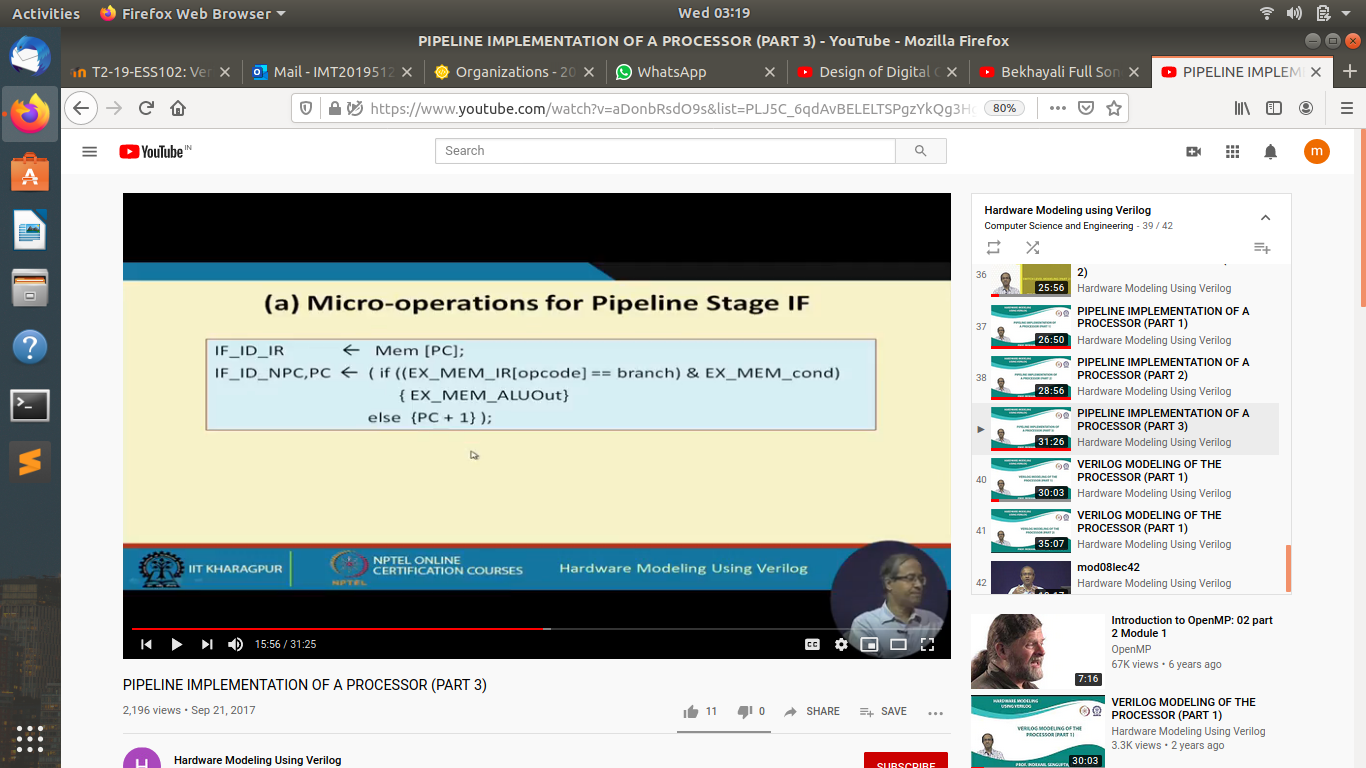 Activities
Firefox Web Browser
Wed 03:19
PIPELINE IMPLEMENTATION OF A PROCESSOR (PART 3) - YouTube - Mozilla Firefox
T2-19-ESS102: Ver
Mail - IMT2019512
Organizations - 20
WhatsApp
Design of Digital C
Bekhayali Full Son
PIPELINE IMPLEM
https://www.youtube.com/watch?v=aDonbRsdO9s&list=PLJ5C_6qdAvBELELTSPgzYkQg3Hg
80%
YouTube IN
Search
m
(a) Micro-operations for Pipeline Stage IF
IF_ID_IR ← Mem [PC];
IF_ID_NPC,PC ← ( if ((EX_MEM_IR[opcode] == branch) & EX_MEM_cond)
{ EX_MEM_ALUOut}
else {PC + 1} );
IIT KHARAGPUR
NPTEL
NPTEL ONLINE
CERTIFICATION COURSES
Hardware Modeling Using Verilog
15:56 / 31:25
CC
PIPELINE IMPLEMENTATION OF A PROCESSOR (PART 3)
2,196 views • Sep 21, 2017
11
0
SHARE
SAVE
H
Hardware Modeling Using Verilog
SUBSCRIBE
Hardware Modeling using Verilog
Computer Science and Engineering - 39 / 42
36
25:56
2)
Hardware Modeling Using Verilog
37
26:50
PIPELINE IMPLEMENTATION OF A
PROCESSOR (PART 1)
Hardware Modeling Using Verilog
38
28:56
PIPELINE IMPLEMENTATION OF A
PROCESSOR (PART 2)
Hardware Modeling Using Verilog
31:26
PIPELINE IMPLEMENTATION OF A
PROCESSOR (PART 3)
Hardware Modeling Using Verilog
40
30:03
VERILOG MODELING OF THE
PROCESSOR (PART 1)
Hardware Modeling Using Verilog
41
35:07
VERILOG MODELING OF THE
PROCESSOR (PART 1)
Hardware Modeling Using Verilog
42
mod08lec42
Hardware Modeling Using Verilog
7:16
Introduction to OpenMP: 02 part
2 Module 1
OpenMP
67K views • 6 years ago
30:03
VERILOG MODELING OF THE
PROCESSOR (PART 1)
Hardware Modeling Using Verilog
3.3K views • 2 years ago